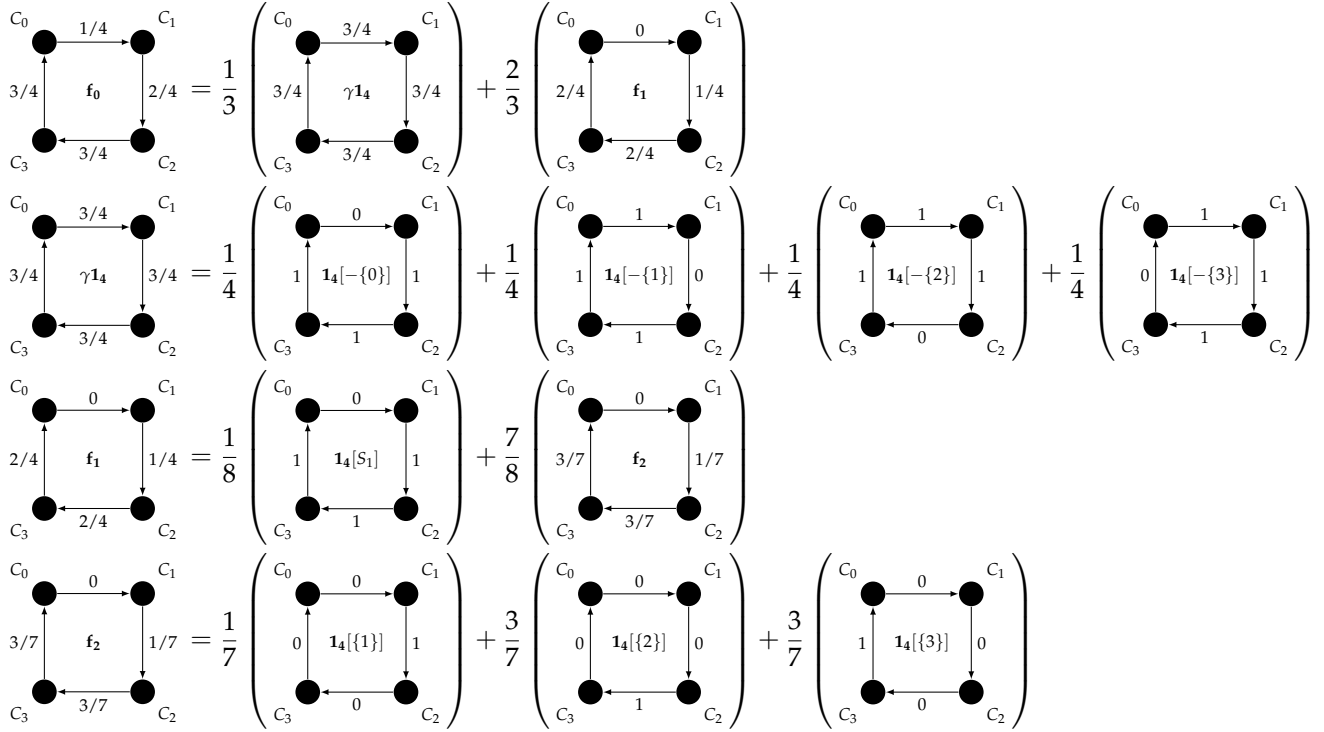 C₀ 1/4 C₁ C₀ 3/4 C₁ C₀ 0 C₁
3/4 f₀ 2/4 = 1/3 ( 3/4 γ1₄ 3/4 ) + 2/3 ( 2/4 f₁ 1/4 )
C₃ 3/4 C₂ C₃ 3/4 C₂ C₃ 2/4 C₂
C₀ 3/4 C₁ C₀ 0 C₁ C₀ 1 C₁ C₀ 1 C₁ C₀ 1 C₁
3/4 γ1₄ 3/4 = 1/4 ( 1 1₄[−{0}] 1 ) + 1/4 ( 1 1₄[−{1}] 0 ) + 1/4 ( 1 1₄[−{2}] 1 ) + 1/4 ( 0 1₄[−{3}] 1 )
C₃ 3/4 C₂ C₃ 1 C₂ C₃ 1 C₂ C₃ 0 C₂ C₃ 1 C₂
C₀ 0 C₁ C₀ 0 C₁ C₀ 0 C₁
2/4 f₁ 1/4 = 1/8 ( 1 1₄[S₁] 1 ) + 7/8 ( 3/7 f₂ 1/7 )
C₃ 2/4 C₂ C₃ 1 C₂ C₃ 3/7 C₂
C₀ 0 C₁ C₀ 0 C₁ C₀ 0 C₁ C₀ 0 C₁
3/7 f₂ 1/7 = 1/7 ( 0 1₄[{1}] 1 ) + 3/7 ( 0 1₄[{2}] 0 ) + 3/7 ( 1 1₄[{3}] 0 )
C₃ 3/7 C₂ C₃ 0 C₂ C₃ 1 C₂ C₃ 0 C₂